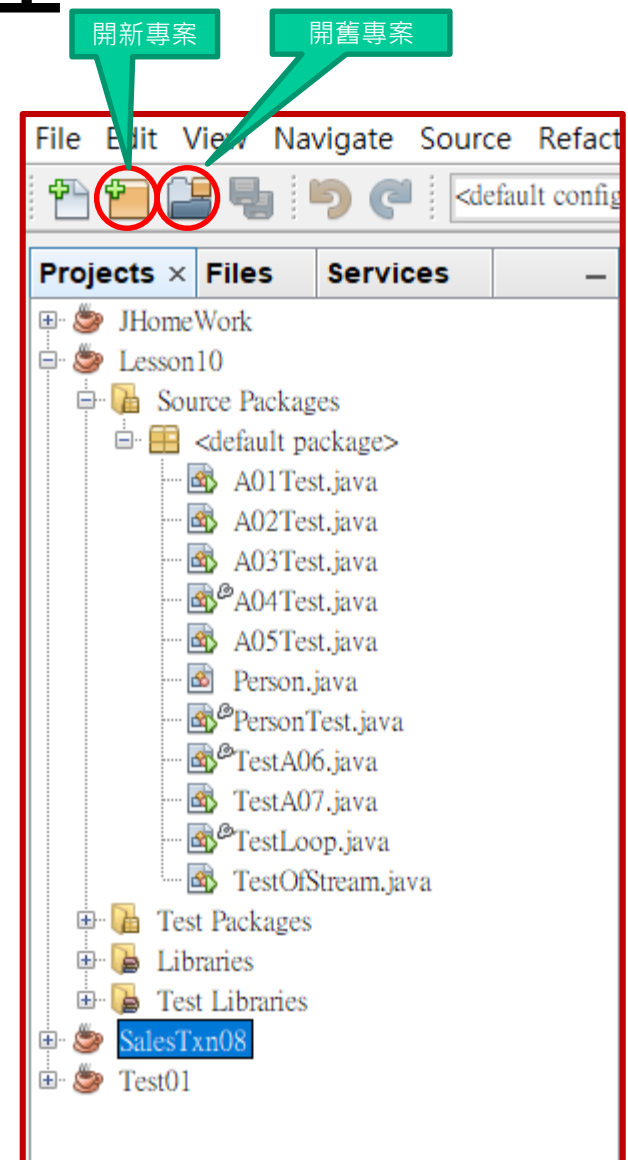 開新專案
開舊專案
File Edit View Navigate Source Refact
<default config
Projects × Files Services
JHomeWork
Lesson10
Source Packages
<default package>
A01Test.java
A02Test.java
A03Test.java
A04Test.java
A05Test.java
Person.java
PersonTest.java
TestA06.java
TestA07.java
TestLoop.java
TestOfStream.java
Test Packages
Libraries
Test Libraries
SalesTxn08
Test01